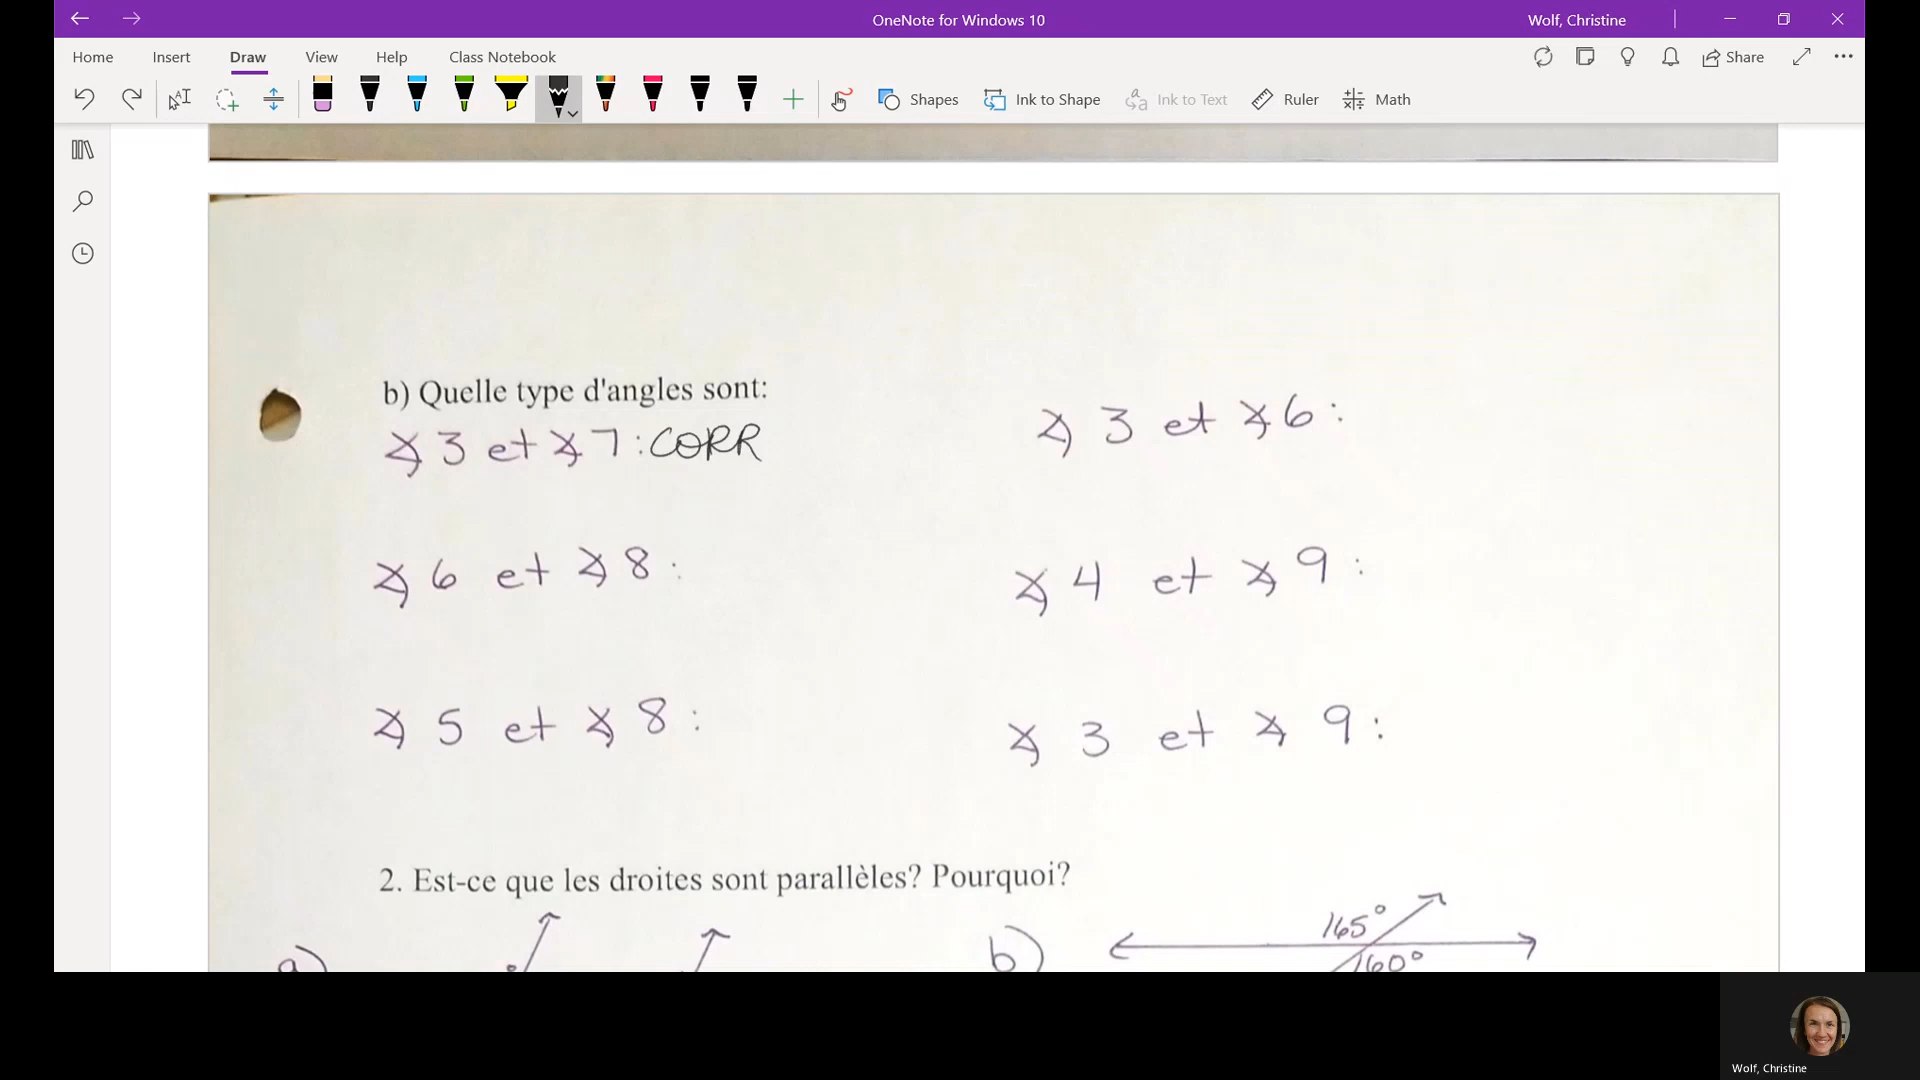 OneNote for Windows 10
Wolf, Christine
Home Insert Draw View Help Class Notebook
Share
Shapes Ink to Shape Ink to Text Ruler Math
b) Quelle type d'angles sont:
∡ 3 et ∡ 7 : CORR
∡ 3 et ∡ 6 :
∡ 6 et ∡ 8 :
∡ 4 et ∡ 9 :
∡ 5 et ∡ 8 :
∡ 3 et ∡ 9 :
2. Est-ce que les droites sont parallèles? Pourquoi?
a)
b)
165°
160°
Wolf, Christine